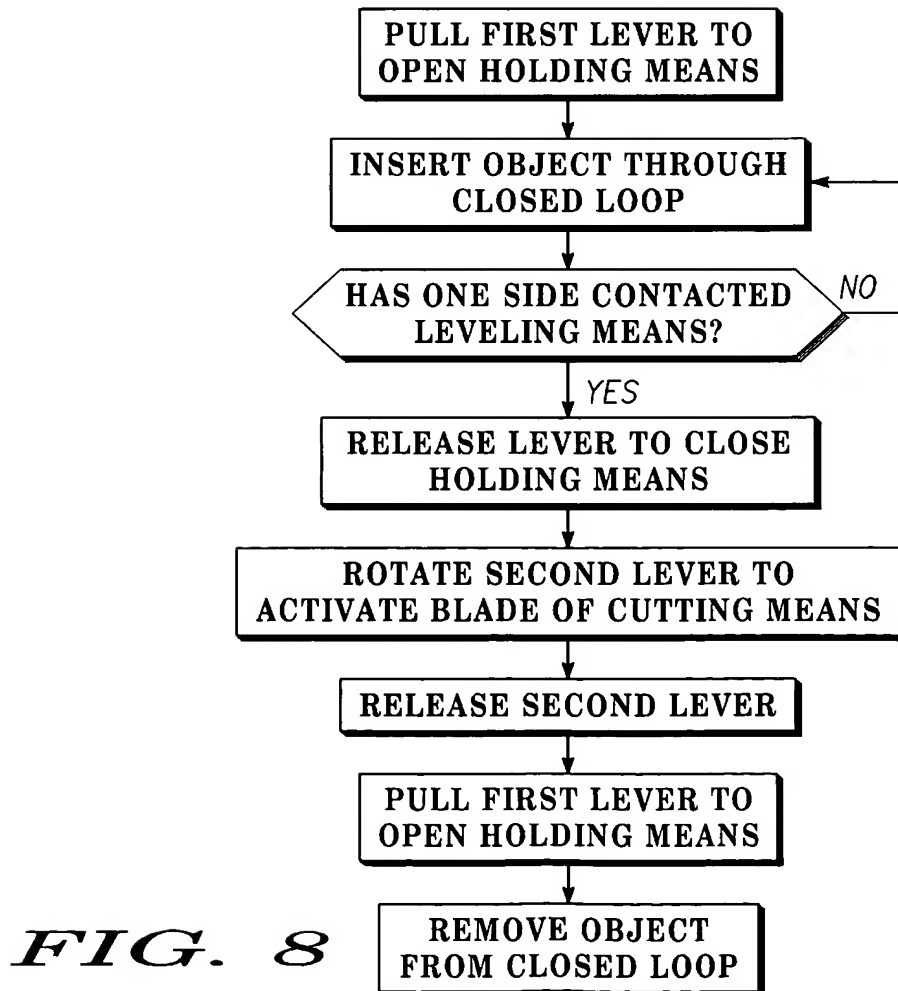 PULL FIRST LEVER TO
OPEN HOLDING MEANS
INSERT OBJECT THROUGH
CLOSED LOOP
HAS ONE SIDE CONTACTED
LEVELING MEANS?
NO
YES
RELEASE LEVER TO CLOSE
HOLDING MEANS
ROTATE SECOND LEVER TO
ACTIVATE BLADE OF CUTTING MEANS
RELEASE SECOND LEVER
PULL FIRST LEVER TO
OPEN HOLDING MEANS
REMOVE OBJECT
FROM CLOSED LOOP
FIG. 8